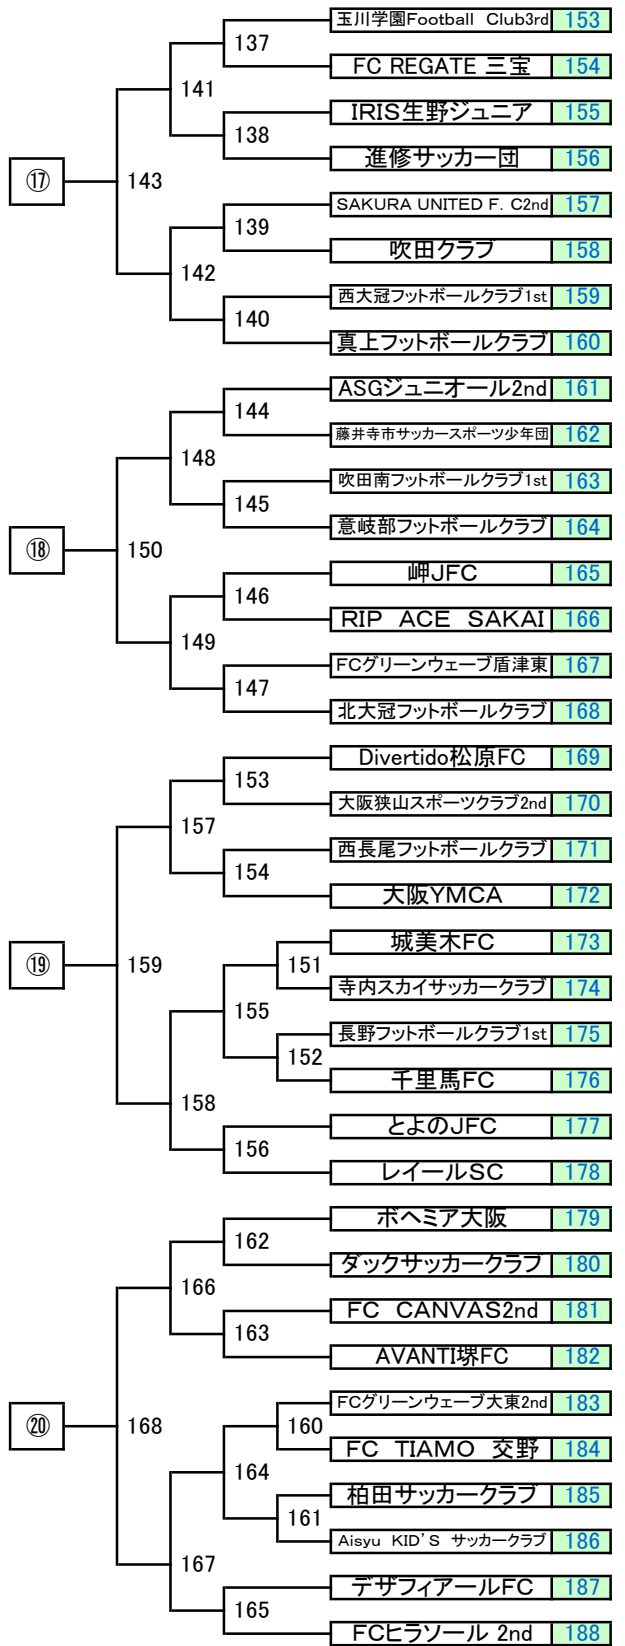 玉川学園Football Club3rd 153
137
FC REGATE 三宝 154
141
IRIS生野ジュニア 155
138
進修サッカー団 156
⑰ 143
SAKURA UNITED F. C2nd 157
139
吹田クラブ 158
142
西大冠フットボールクラブ1st 159
140
真上フットボールクラブ 160
ASGジュニオール2nd 161
144
藤井寺市サッカースポーツ少年団 162
148
吹田南フットボールクラブ1st 163
145
意岐部フットボールクラブ 164
⑱ 150
岬JFC 165
146
RIP ACE SAKAI 166
149
FCグリーンウェーブ盾津東 167
147
北大冠フットボールクラブ 168
Divertido松原FC 169
153
大阪狭山スポーツクラブ2nd 170
157
西長尾フットボールクラブ 171
154
大阪YMCA 172
城美木FC 173
⑲ 159 151
寺内スカイサッカークラブ 174
155
長野フットボールクラブ1st 175
152
千里馬FC 176
158
とよのJFC 177
156
レイールSC 178
ボヘミア大阪 179
162
ダックサッカークラブ 180
166
FC CANVAS2nd 181
163
AVANTI堺FC 182
FCグリーンウェーブ大東2nd 183
⑳ 168 160
FC TIAMO 交野 184
164
柏田サッカークラブ 185
161
Aisyu KID'S サッカークラブ 186
167
デザフィアールFC 187
165
FCヒラソール 2nd 188